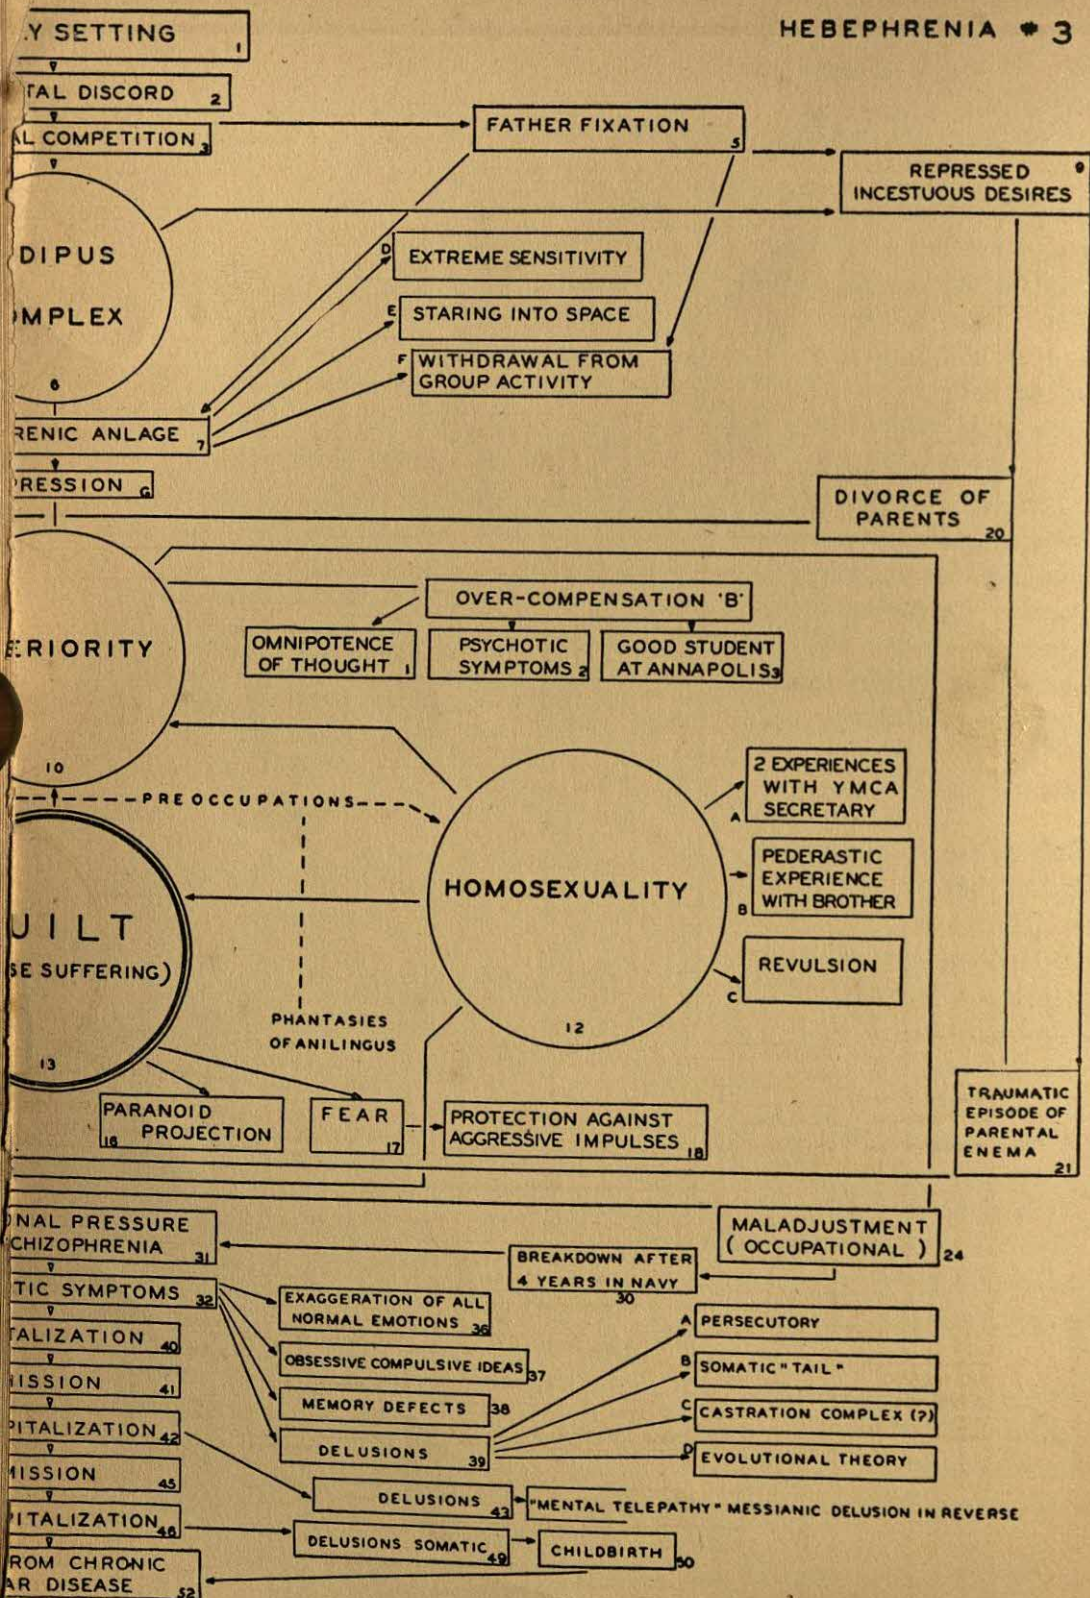 HEBEPHRENIA # 3
Y SETTING
1
TAL DISCORD 2
AL COMPETITION 3
FATHER FIXATION
5
REPRESSED 9
INCESTUOUS DESIRES
DIPUS
MPLEX
6
D EXTREME SENSITIVITY
E STARING INTO SPACE
F WITHDRAWAL FROM
GROUP ACTIVITY
RENIC ANLAGE 7
PRESSION G
DIVORCE OF
PARENTS
20
OVER-COMPENSATION 'B'
OMNIPOTENCE
OF THOUGHT 1
PSYCHOTIC
SYMPTOMS 2
GOOD STUDENT
AT ANNAPOLIS 3
ERIORITY
10
PREOCCUPATIONS
2 EXPERIENCES
WITH YMCA
SECRETARY
A
PEDERASTIC
EXPERIENCE
WITH BROTHER
B
REVULSION
C
HOMOSEXUALITY
12
UILT
SE SUFFERING)
13
PHANTASIES
OF ANILINGUS
PARANOID
PROJECTION
16
FEAR
17
PROTECTION AGAINST
AGGRESSIVE IMPULSES 18
TRAUMATIC
EPISODE OF
PARENTAL
ENEMA
21
ONAL PRESSURE
CHIZOPHRENIA 31
MALADJUSTMENT
( OCCUPATIONAL ) 24
BREAKDOWN AFTER
4 YEARS IN NAVY
30
TIC SYMPTOMS 32
EXAGGERATION OF ALL
NORMAL EMOTIONS 36
OBSESSIVE COMPULSIVE IDEAS 37
MEMORY DEFECTS 38
DELUSIONS 39
A PERSECUTORY
B SOMATIC "TAIL"
C CASTRATION COMPLEX (?)
D EVOLUTIONAL THEORY
TALIZATION 40
ISSION 41
PITALIZATION 42
DELUSIONS 43
"MENTAL TELEPATHY" MESSIANIC DELUSION IN REVERSE
MISSION 45
PITALIZATION 46
DELUSIONS SOMATIC 49
CHILDBIRTH 50
ROM CHRONIC
AR DISEASE 52